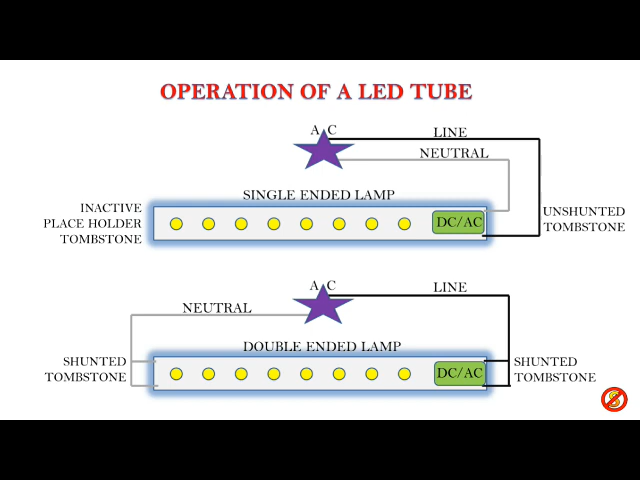 OPERATION OF A LED TUBE
A C
LINE
NEUTRAL
SINGLE ENDED LAMP
INACTIVE
PLACE HOLDER
TOMBSTONE
DC/AC
UNSHUNTED
TOMBSTONE
A C
LINE
NEUTRAL
DOUBLE ENDED LAMP
SHUNTED
TOMBSTONE
DC/AC
SHUNTED
TOMBSTONE
S